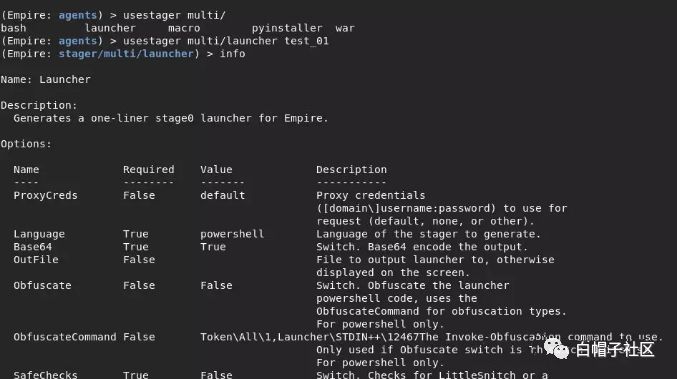 (Empire: agents) > usestager multi/
bash launcher macro pyinstaller war
(Empire: agents) > usestager multi/launcher test_01
(Empire: stager/multi/launcher) > info
Name: Launcher
Description:
Generates a one-liner stage0 launcher for Empire.
Options:
Name Required Value Description
---- -------- ------- -----------
ProxyCreds False default Proxy credentials
([domain\]username:password) to use for
request (default, none, or other).
Language True powershell Language of the stager to generate.
Base64 True True Switch. Base64 encode the output.
OutFile False File to output launcher to, otherwise
displayed on the screen.
Obfuscate False False Switch. Obfuscate the launcher
powershell code, uses the
ObfuscateCommand for obfuscation types.
For powershell only.
ObfuscateCommand False Token\All\1,Launcher\STDIN++\12467The Invoke-Obfuscation command to use.
Only used if Obfuscate switch is
For powershell only.
SafeChecks True False Switch. Checks for LittleSnitch or a
白帽子社区